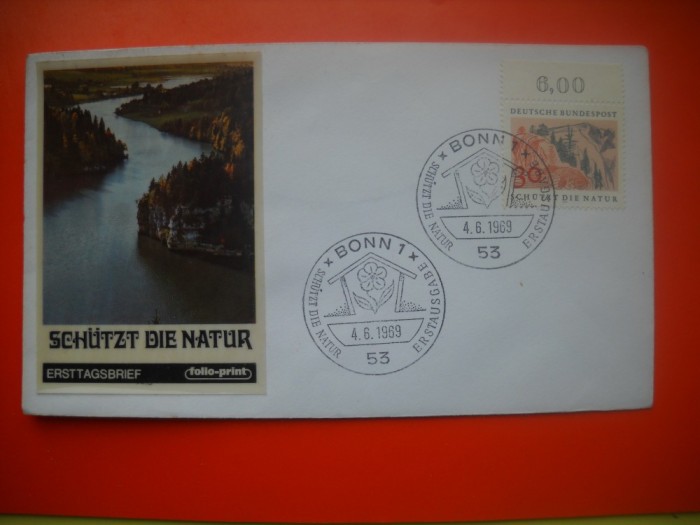 6,00
DEUTSCHE BUNDESPOST
30
SCHÜTZT DIE NATUR
BONN 1
SCHÜTZT DIE NATUR
ERSTAUSGABE
4.6.1969
53
BONN 1
SCHÜTZT DIE NATUR
ERSTAUSGABE
4.6.1969
53
SCHÜTZT DIE NATUR
ERSTTAGSBRIEF
folio-print